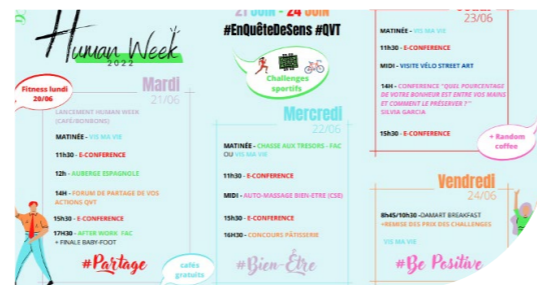 Human Week
2022
Fitness lundi
20/06
Mardi
21/06
LANCEMENT HUMAN WEEK
(CAFÉ/BONBONS)
MATINÉE - VIS MA VIE
11h30 - E-CONFERENCE
12h - AUBERGE ESPAGNOLE
14H - FORUM DE PARTAGE DE VOS
ACTIONS QVT
15h30 - E-CONFERENCE
17H30 - AFTER WORK FAC
+ FINALE BABY-FOOT
#Partage
21 Juin - 24 Juin
#EnQuêteDeSens #QVT
Challenges
sportifs
Mercredi
22/06
MATINÉE - CHASSE AUX TRESORS - FAC
OU VIS MA VIE
11h30 - E-CONFERENCE
MIDI - AUTO-MASSAGE BIEN-ETRE (CSE)
15h30 - E-CONFERENCE
16H30 - CONCOURS PÂTISSERIE
cafés
gratuits
#Bien-Être
Jeudi
23/06
MATINÉE - VIS MA VIE
11h30 - E-CONFERENCE
MIDI - VISITE VÉLO STREET ART
14H - CONFERENCE "QUEL POURCENTAGE
DE VOTRE BONHEUR EST ENTRE VOS MAINS
ET COMMENT LE PRÉSERVER ?"
SILVIA GARCIA
15h30 - E-CONFERENCE
+ Random
coffee
Vendredi
24/06
8h45/10h30 -DAMART BREAKFAST
+REMISE DES PRIX DES CHALLENGES
VIS MA VIE
#Be Positive